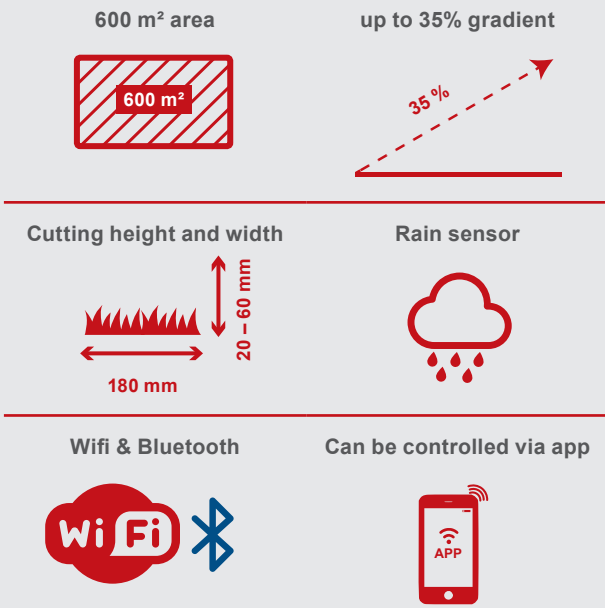 600 m² area
600 m²
up to 35% gradient
35 %
Cutting height and width
20 – 60 mm
180 mm
Rain sensor
Wifi & Bluetooth
WiFi
Can be controlled via app
APP